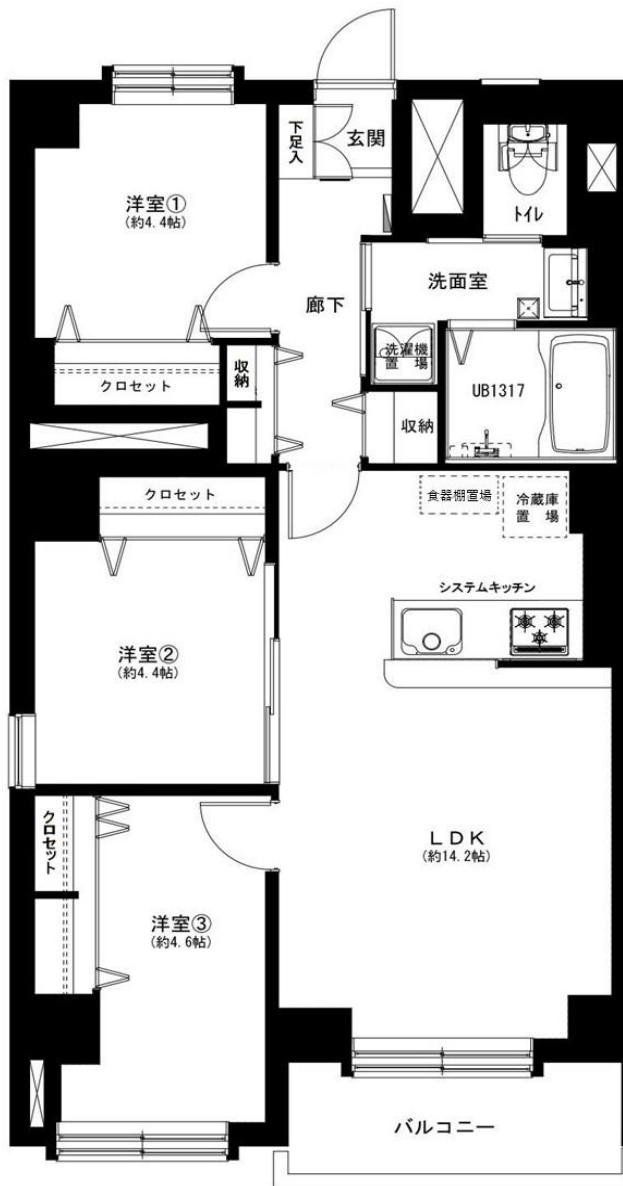 下足入
玄関
トイレ
洋室①
(約4.4帖)
洗面室
廊下
洗濯機
置場
クロセット
収納
UB1317
収納
クロセット
食器棚置場
冷蔵庫
置　場
システムキッチン
洋室②
(約4.4帖)
クロセット
LDK
(約14.2帖)
洋室③
(約4.6帖)
バルコニー